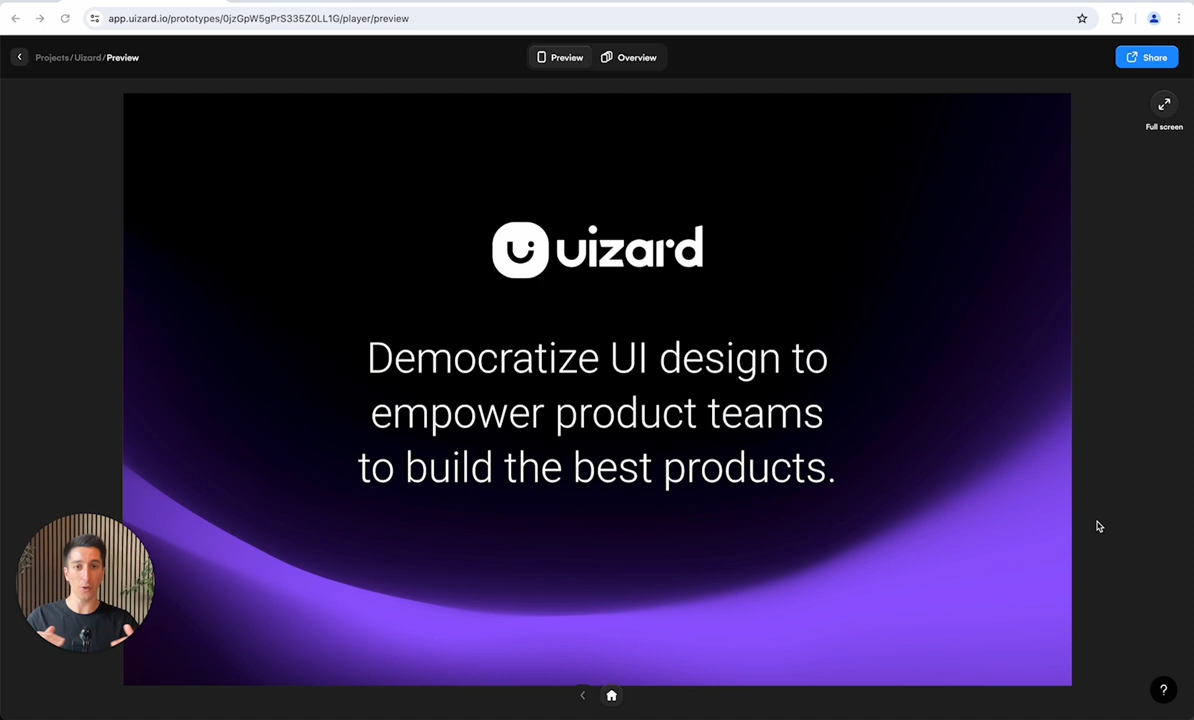 app.uizard.io/prototypes/0jzGpW5gPrS335Z0LL1G/player/preview
Projects/Uizard/Preview
Preview
Overview
Share
Full screen
uizard
Democratize UI design to
empower product teams
to build the best products.
?